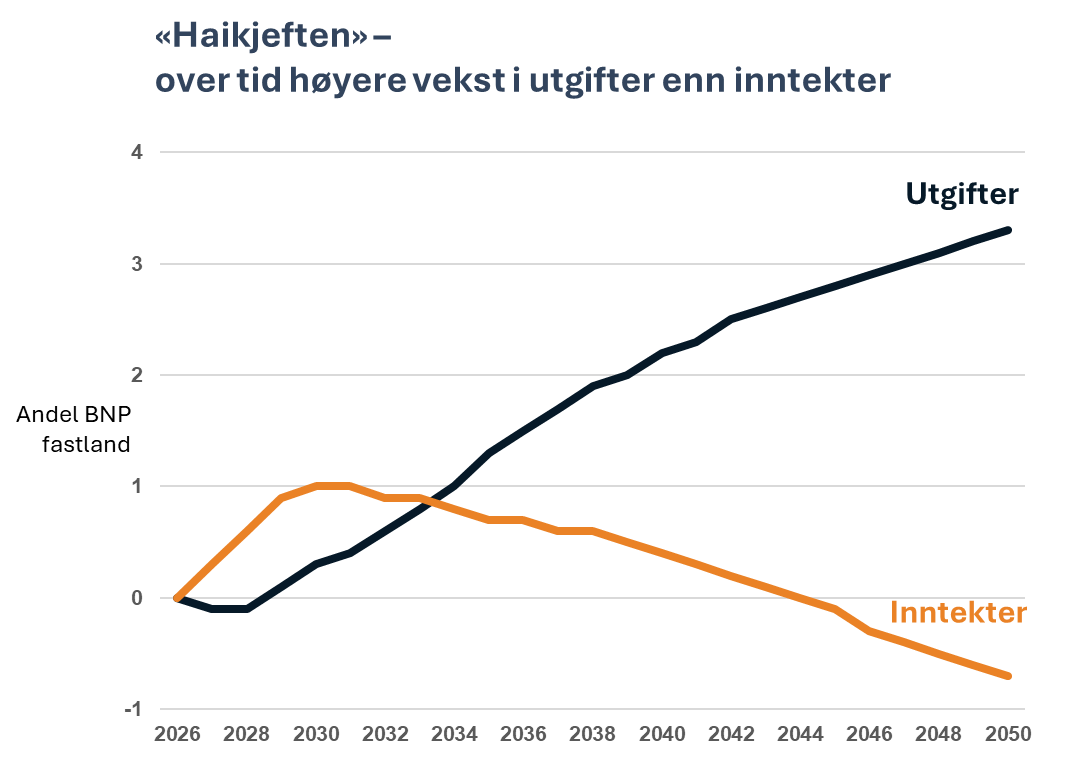 «Haikjeften» –
over tid høyere vekst i utgifter enn inntekter
4
Utgifter
3
2
Andel BNP
fastland
1
0
Inntekter
-1
2026 2028 2030 2032 2034 2036 2038 2040 2042 2044 2046 2048 2050